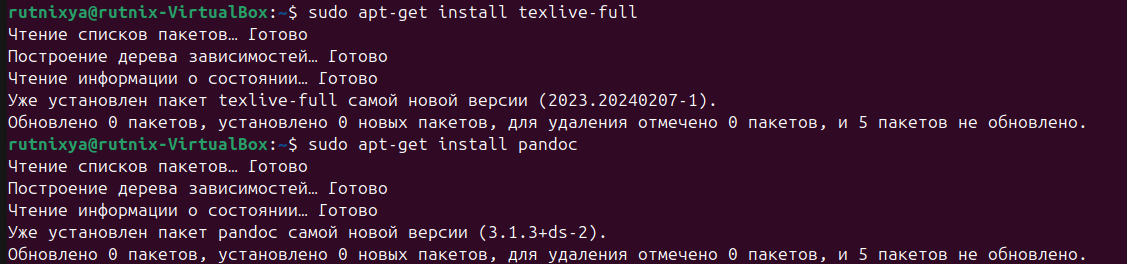 rutnixya@rutnix-VirtualBox:~$ sudo apt-get install texlive-full
Чтение списков пакетов… Готово
Построение дерева зависимостей… Готово
Чтение информации о состоянии… Готово
Уже установлен пакет texlive-full самой новой версии (2023.20240207-1).
Обновлено 0 пакетов, установлено 0 новых пакетов, для удаления отмечено 0 пакетов, и 5 пакетов не обновлено.
rutnixya@rutnix-VirtualBox:~$ sudo apt-get install pandoc
Чтение списков пакетов… Готово
Построение дерева зависимостей… Готово
Чтение информации о состоянии… Готово
Уже установлен пакет pandoc самой новой версии (3.1.3+ds-2).
Обновлено 0 пакетов, установлено 0 новых пакетов, для удаления отмечено 0 пакетов, и 5 пакетов не обновлено.